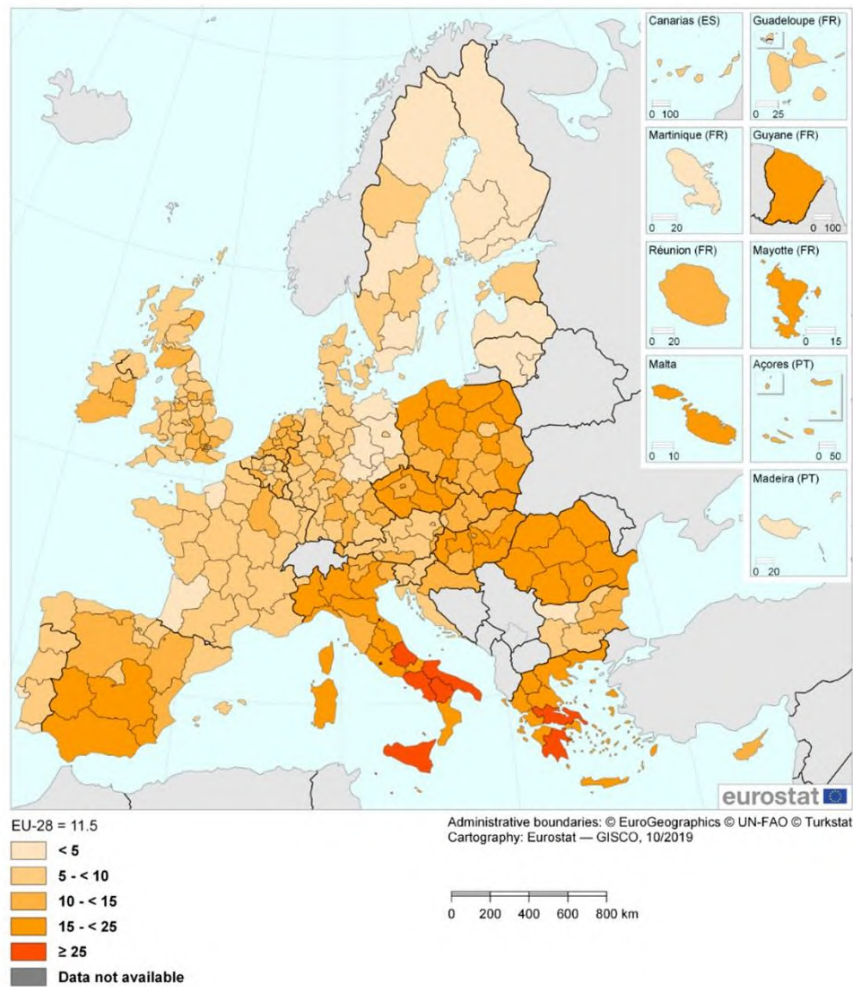 Canarias (ES)
0 100
Guadeloupe (FR)
0 25
Martinique (FR)
0 20
Guyane (FR)
0 100
Réunion (FR)
0 20
Mayotte (FR)
0 15
Malta
0 10
Açores (PT)
0 50
Madeira (PT)
0 20
eurostat
EU-28 = 11.5
< 5
5 - < 10
10 - < 15
15 - < 25
≥ 25
Data not available
Administrative boundaries: © EuroGeographics © UN-FAO © Turkstat
Cartography: Eurostat — GISCO, 10/2019
0 200 400 600 800 km